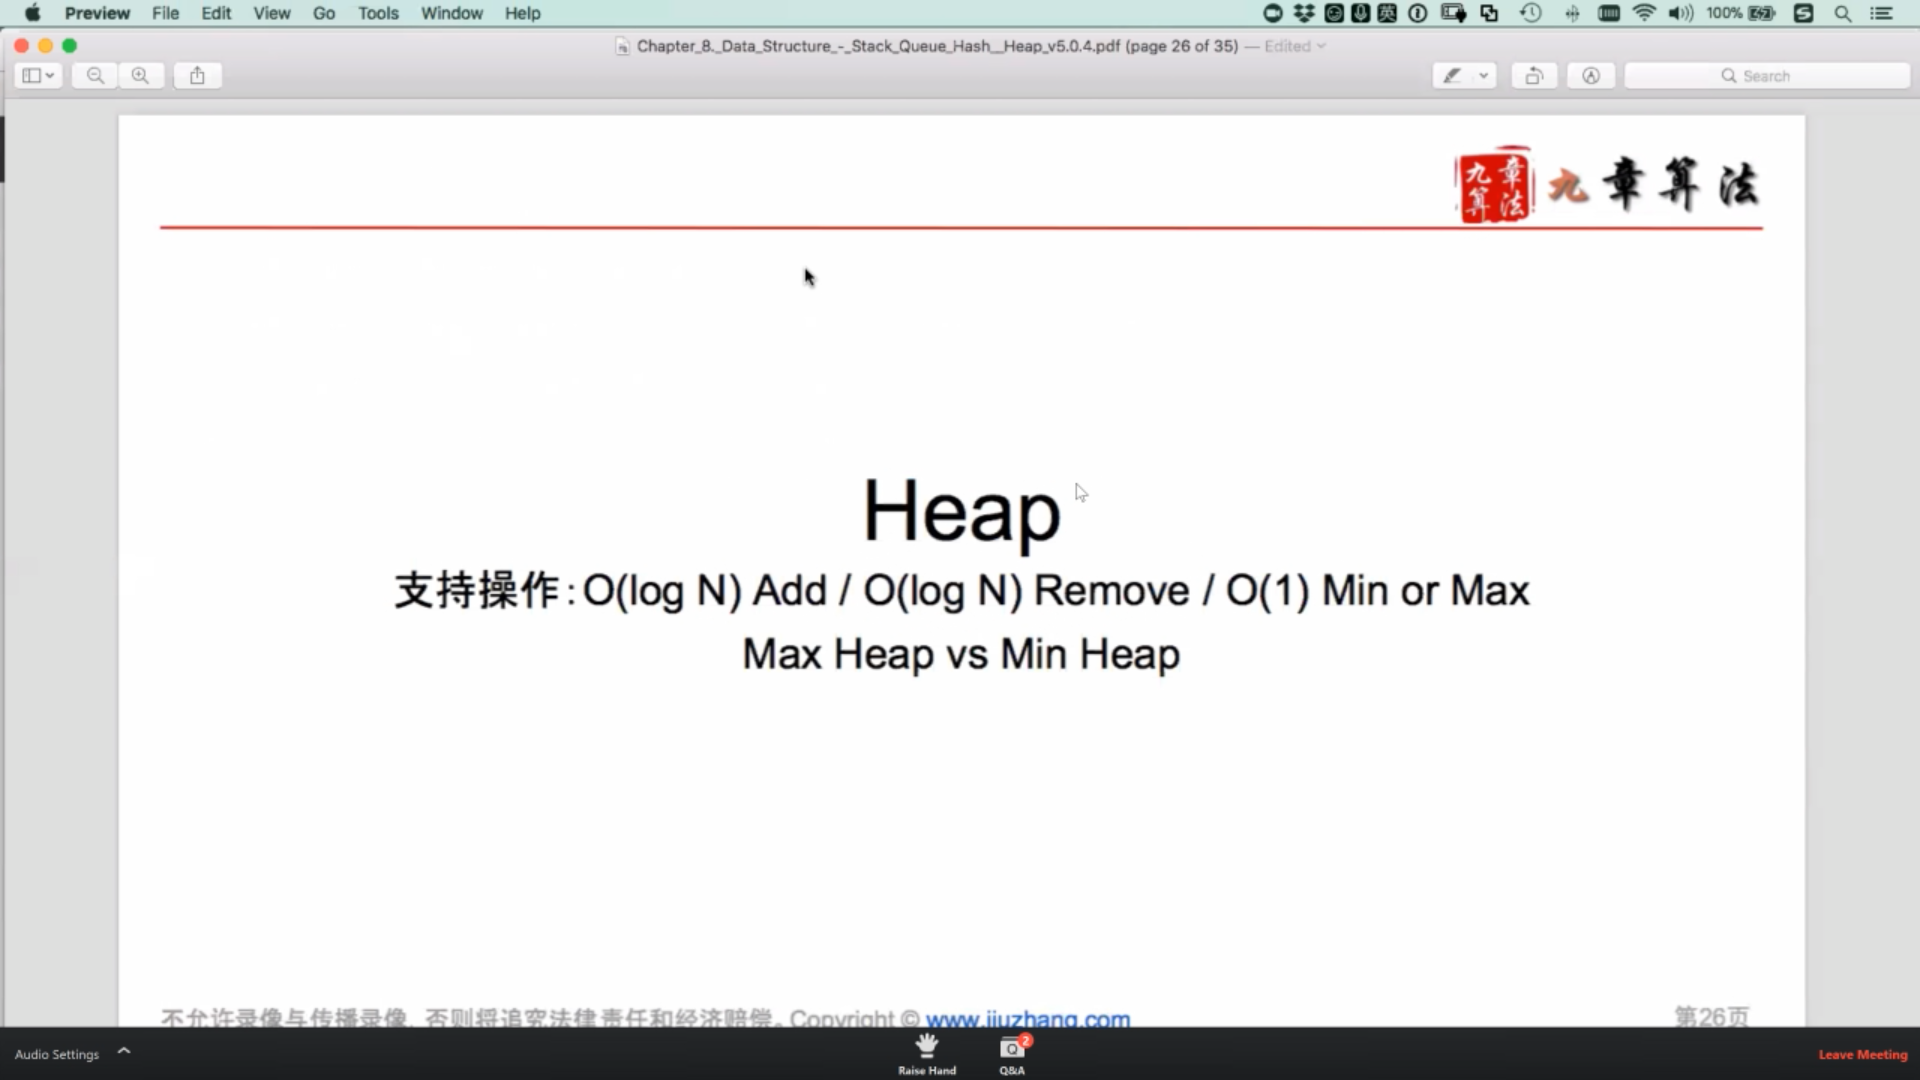 Preview File Edit View Go Tools Window Help 100%
Chapter_8._Data_Structure_-_Stack_Queue_Hash__Heap_v5.0.4.pdf (page 26 of 35) — Edited
Search
九章算法 九章算法
Heap
支持操作：O(log N) Add / O(log N) Remove / O(1) Min or Max
Max Heap vs Min Heap
不允许录像与传播录像，否则将追究法律责任和经济赔偿。Copyright © www.jiuzhang.com
第26页
Audio Settings
Raise Hand
Q&A
2
Leave Meeting